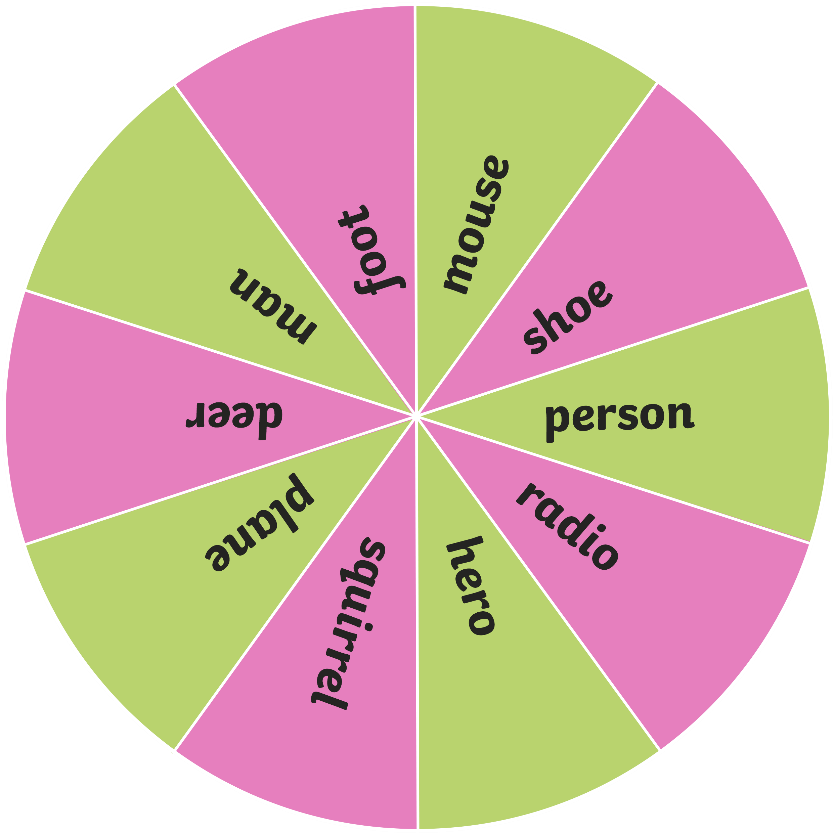 mouse
shoe
person
radio
hero
squirrel
plane
deer
man
foot